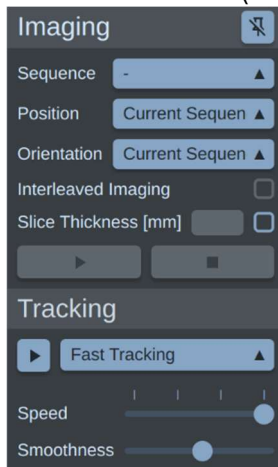 Imaging
Sequence -
Position Current Sequen
Orientation Current Sequen
Interleaved Imaging
Slice Thickness [mm]
Tracking
Fast Tracking
Speed
Smoothness